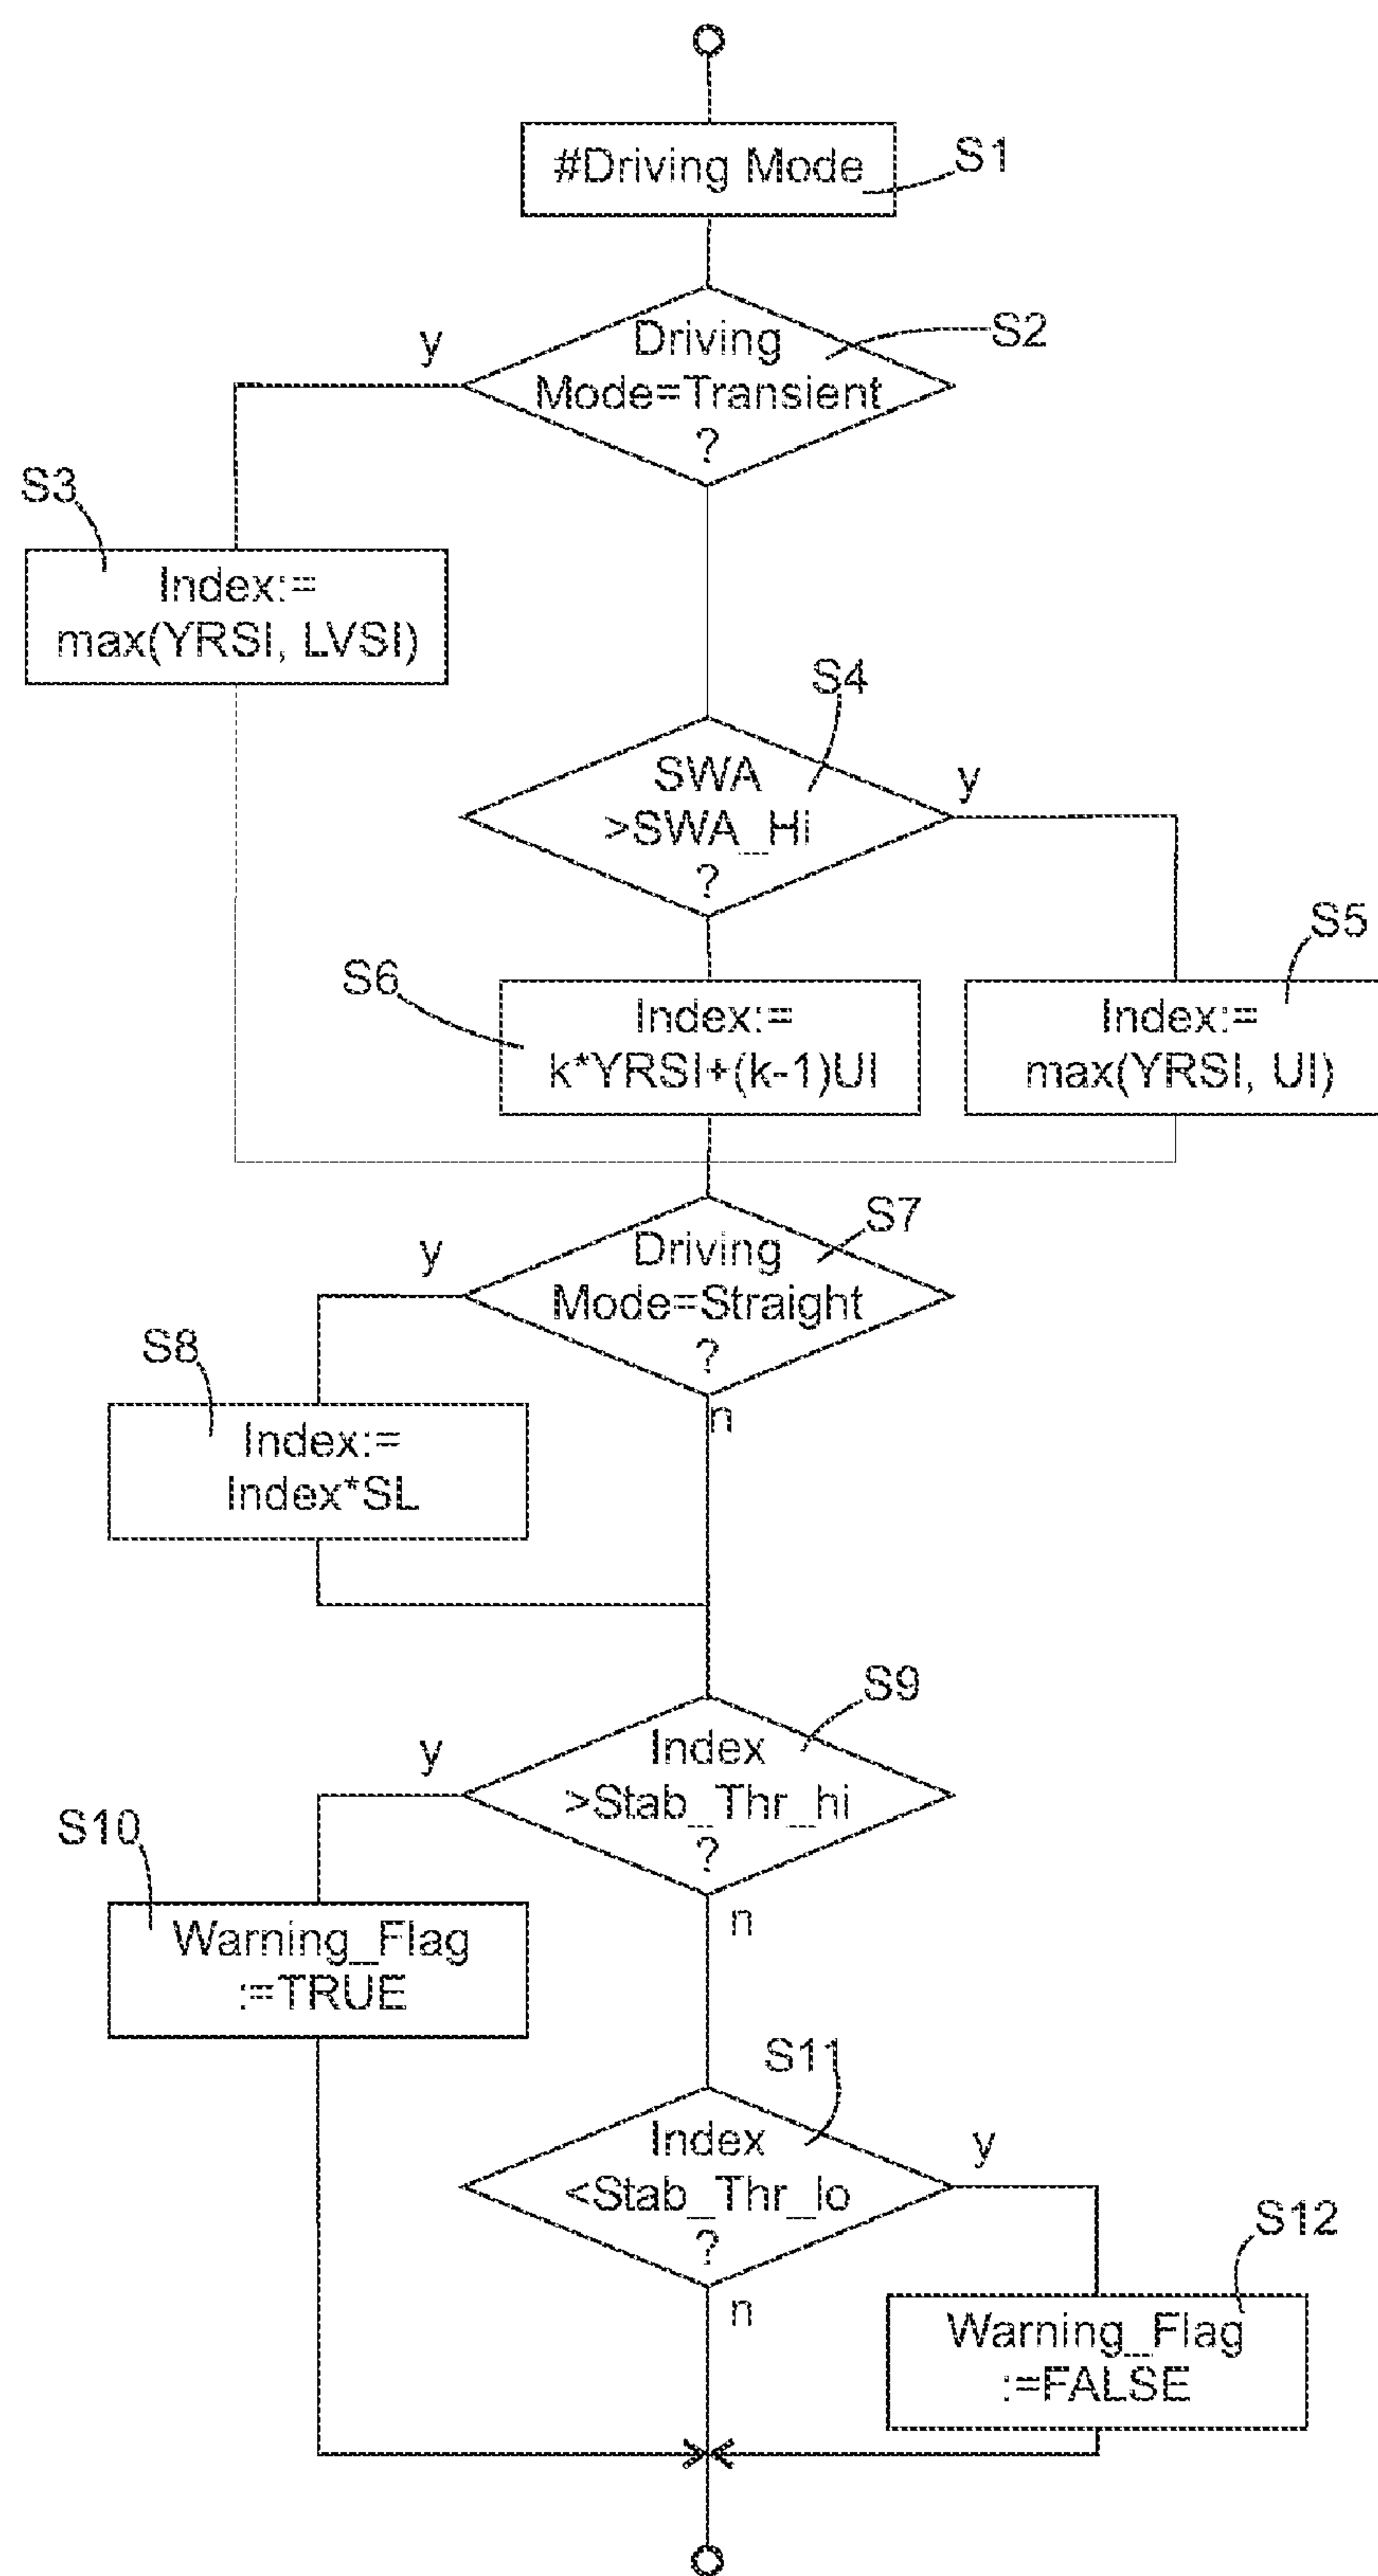 #Driving Mode
S1
Driving
Mode=Transient
?
S2
y
S3
Index:=
max(YRSI, LVSI)
S4
SWA
>SWA_Hi
?
y
S5
S6
Index:=
k*YRSI+(k-1)UI
Index:=
max(YRSI, UI)
S7
Driving
Mode=Straight
?
y
n
S8
Index:=
Index*SL
S9
Index
>Stab_Thr_hi
?
y
n
S10
Warning_Flag
:=TRUE
S11
Index
<Stab_Thr_lo
?
y
n
S12
Warning_Flag
:=FALSE